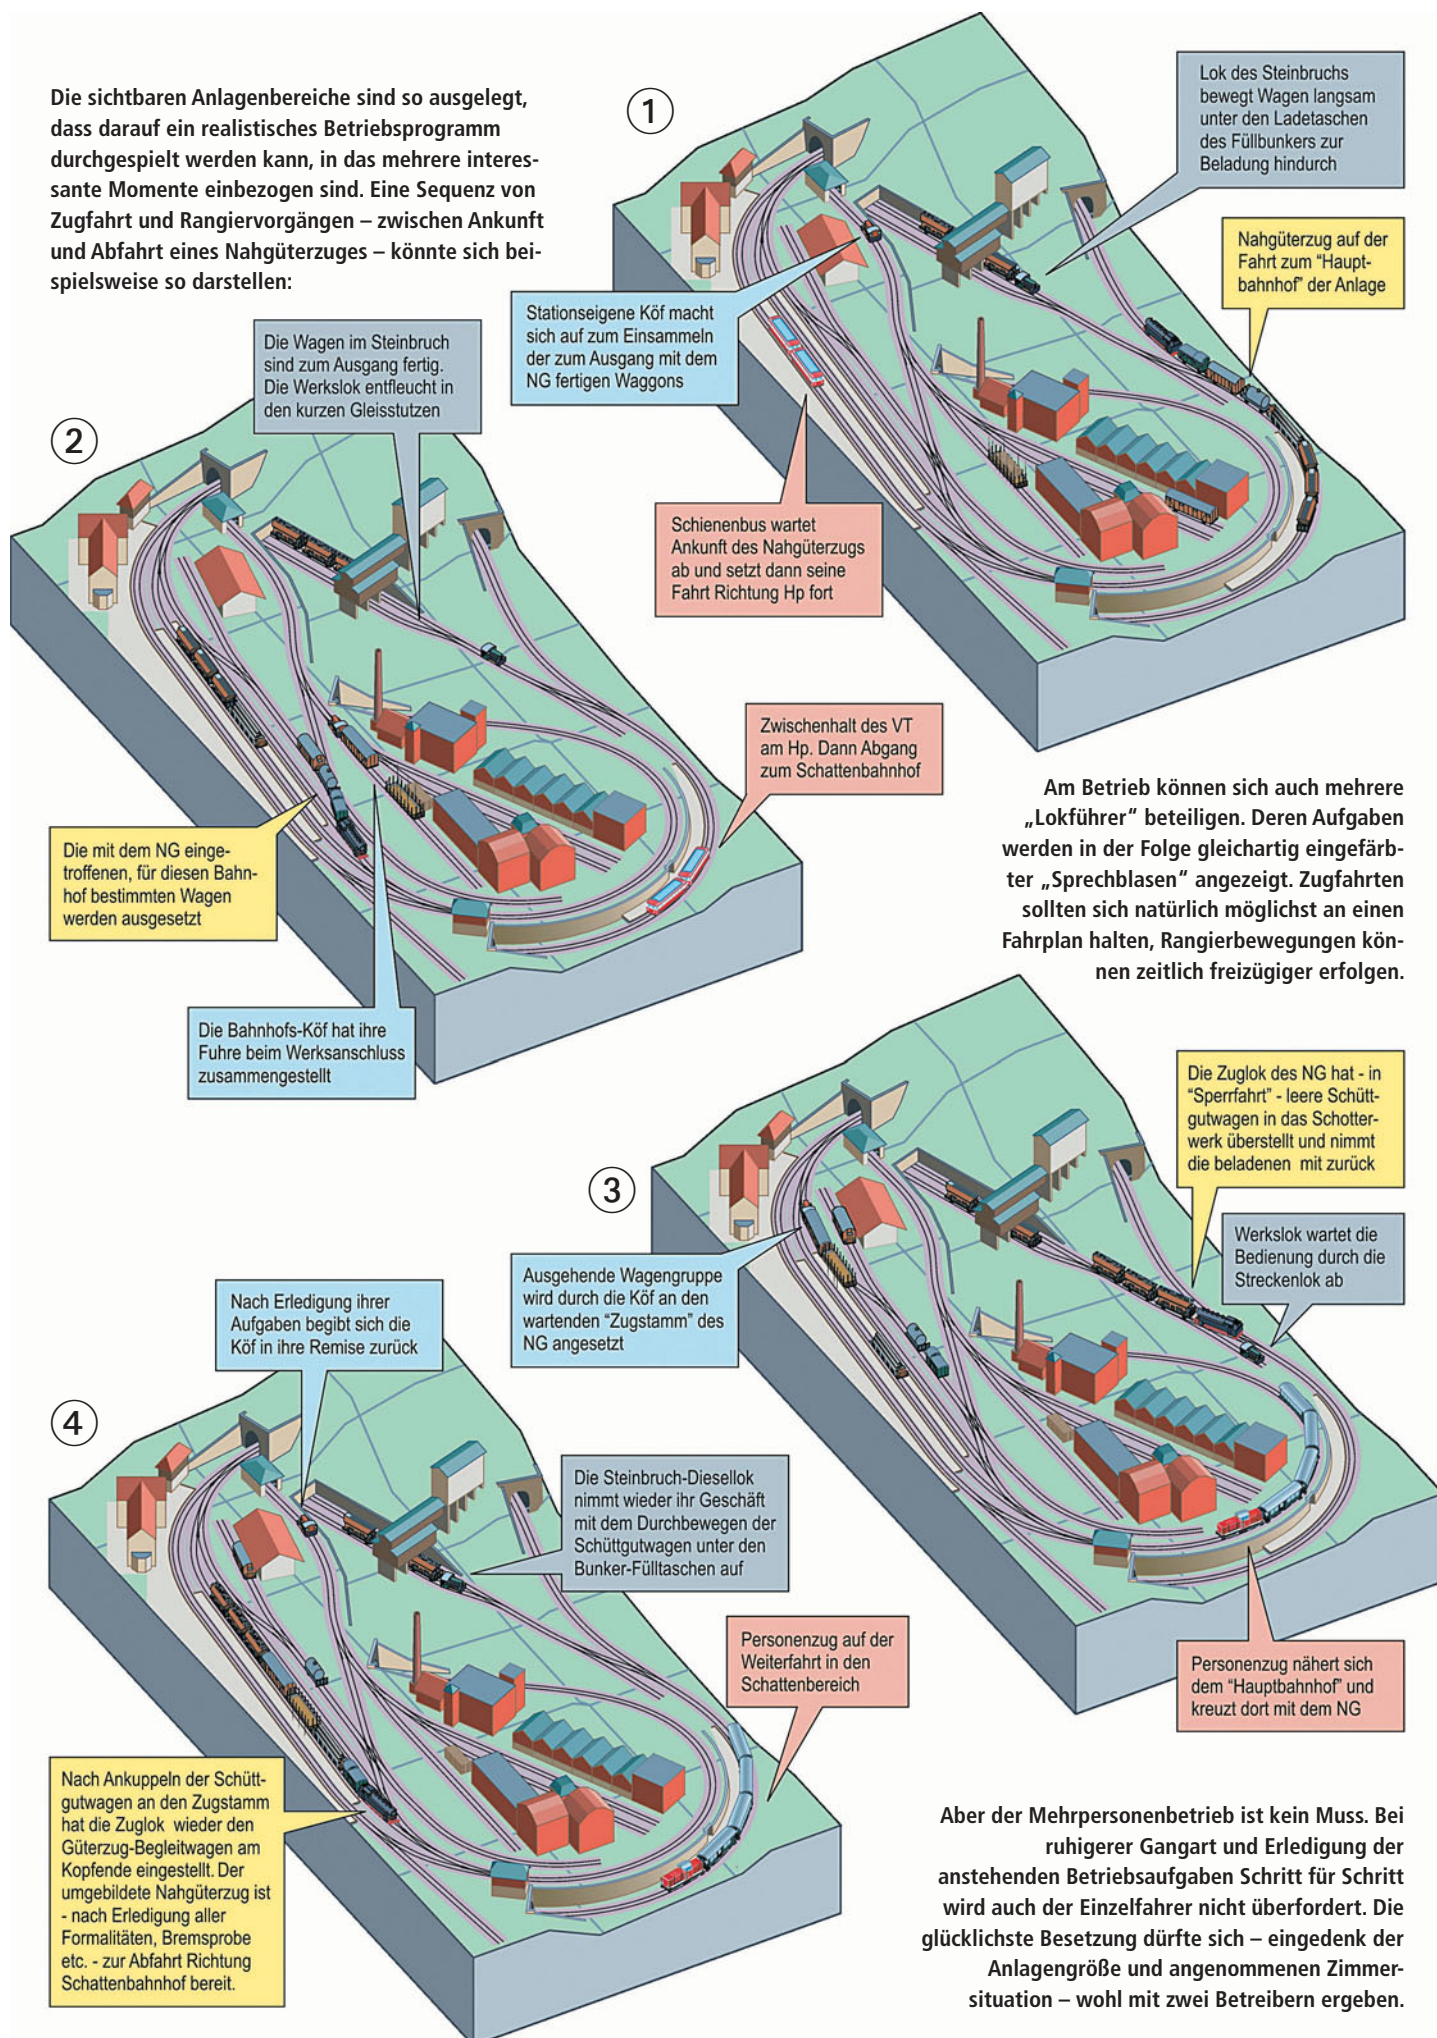 Die sichtbaren Anlagenbereiche sind so ausgelegt,
dass darauf ein realistisches Betriebsprogramm
durchgespielt werden kann, in das mehrere interes-
sante Momente einbezogen sind. Eine Sequenz von
Zugfahrt und Rangiervorgängen – zwischen Ankunft
und Abfahrt eines Nahgüterzuges – könnte sich bei-
spielsweise so darstellen:
1
Lok des Steinbruchs
bewegt Wagen langsam
unter den Ladetaschen
des Füllbunkers zur
Beladung hindurch
Nahgüterzug auf der
Fahrt zum "Haupt-
bahnhof" der Anlage
Stationseigene Köf macht
sich auf zum Einsammeln
der zum Ausgang mit dem
NG fertigen Waggons
Schienenbus wartet
Ankunft des Nahgüterzugs
ab und setzt dann seine
Fahrt Richtung Hp fort
2
Die Wagen im Steinbruch
sind zum Ausgang fertig.
Die Werkslok entfleucht in
den kurzen Gleisstutzen
Zwischenhalt des VT
am Hp. Dann Abgang
zum Schattenbahnhof
Die mit dem NG einge-
troffenen, für diesen Bahn-
hof bestimmten Wagen
werden ausgesetzt
Die Bahnhofs-Köf hat ihre
Fuhre beim Werksanschluss
zusammengestellt
Am Betrieb können sich auch mehrere
„Lokführer“ beteiligen. Deren Aufgaben
werden in der Folge gleichartig eingefärb-
ter „Sprechblasen“ angezeigt. Zugfahrten
sollten sich natürlich möglichst an einen
Fahrplan halten, Rangierbewegungen kön-
nen zeitlich freizügiger erfolgen.
3
Die Zuglok des NG hat - in
"Sperrfahrt" - leere Schütt-
gutwagen in das Schotter-
werk überstellt und nimmt
die beladenen mit zurück
Werkslok wartet die
Bedienung durch die
Streckenlok ab
Ausgehende Wagengruppe
wird durch die Köf an den
wartenden "Zugstamm" des
NG angesetzt
Personenzug nähert sich
dem "Hauptbahnhof" und
kreuzt dort mit dem NG
4
Nach Erledigung ihrer
Aufgaben begibt sich die
Köf in ihre Remise zurück
Die Steinbruch-Diesellok
nimmt wieder ihr Geschäft
mit dem Durchbewegen der
Schüttgutwagen unter den
Bunker-Fülltaschen auf
Personenzug auf der
Weiterfahrt in den
Schattenbereich
Nach Ankuppeln der Schütt-
gutwagen an den Zugstamm
hat die Zuglok wieder den
Güterzug-Begleitwagen am
Kopfende eingestellt. Der
umgebildete Nahgüterzug ist
- nach Erledigung aller
Formalitäten, Bremsprobe
etc. - zur Abfahrt Richtung
Schattenbahnhof bereit.
Aber der Mehrpersonenbetrieb ist kein Muss. Bei
ruhigerer Gangart und Erledigung der
anstehenden Betriebsaufgaben Schritt für Schritt
wird auch der Einzelfahrer nicht überfordert. Die
glücklichste Besetzung dürfte sich – eingedenk der
Anlagengröße und angenommenen Zimmer-
situation – wohl mit zwei Betreibern ergeben.